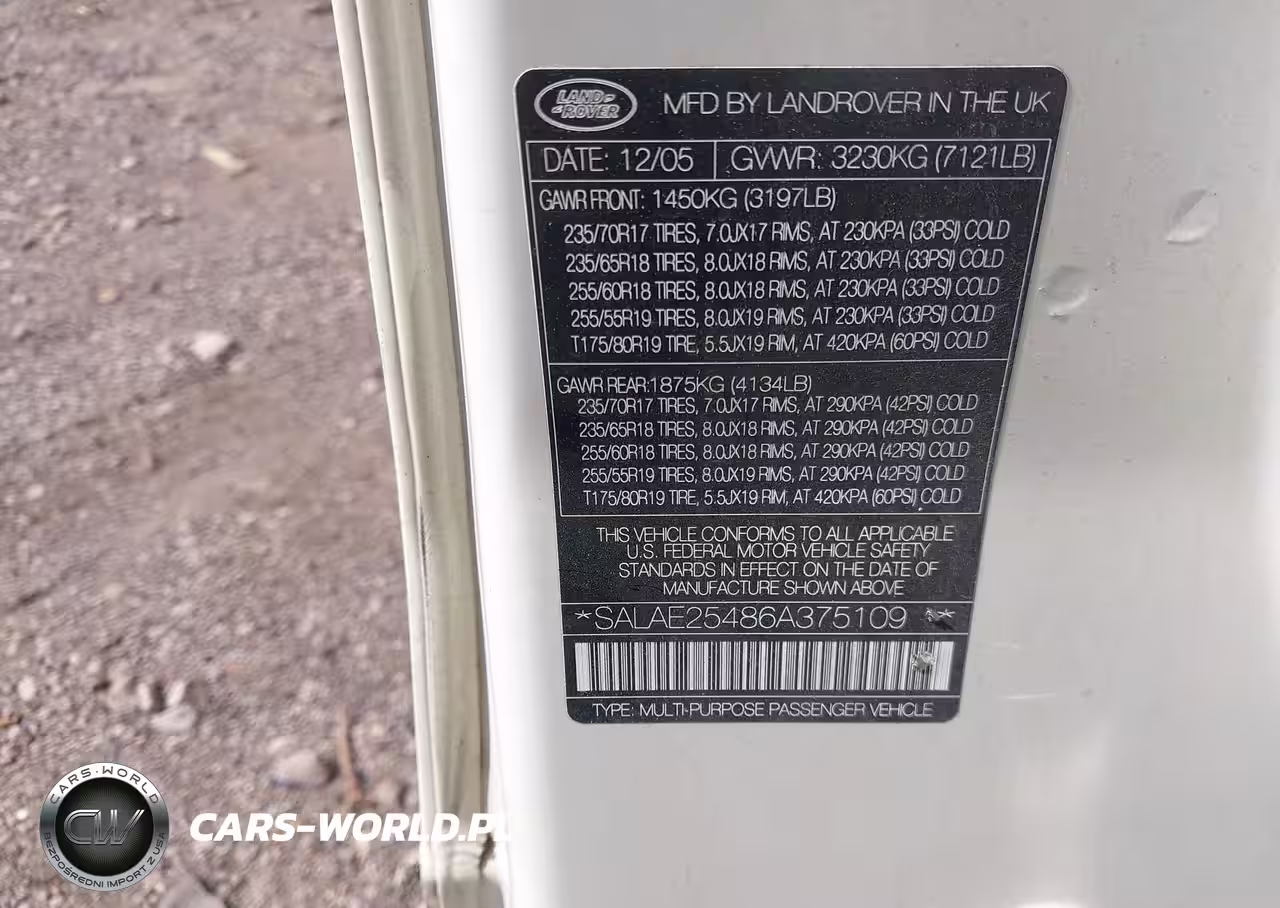 LAND
ROVER
MFD BY LANDROVER IN THE UK
DATE: 12/05 GVWR: 3230KG (7121LB)
GAWR FRONT: 1450KG (3197LB)
235/70R17 TIRES, 7.0JX17 RIMS, AT 230KPA (33PSI) COLD
235/65R18 TIRES, 8.0JX18 RIMS, AT 230KPA (33PSI) COLD
255/60R18 TIRES, 8.0JX18 RIMS, AT 230KPA (33PSI) COLD
255/55R19 TIRES, 8.0JX19 RIMS, AT 230KPA (33PSI) COLD
T175/80R19 TIRE, 5.5JX19 RIM, AT 420KPA (60PSI) COLD
GAWR REAR:1875KG (4134LB)
235/70R17 TIRES, 7.0JX17 RIMS, AT 290KPA (42PSI) COLD
235/65R18 TIRES, 8.0JX18 RIMS, AT 290KPA (42PSI) COLD
255/60R18 TIRES, 8.0JX18 RIMS, AT 290KPA (42PSI) COLD
255/55R19 TIRES, 8.0JX19 RIMS, AT 290KPA (42PSI) COLD
T175/80R19 TIRE, 5.5JX19 RIM, AT 420KPA (60PSI) COLD
THIS VEHICLE CONFORMS TO ALL APPLICABLE
U.S. FEDERAL MOTOR VEHICLE SAFETY
STANDARDS IN EFFECT ON THE DATE OF
MANUFACTURE SHOWN ABOVE
*SALAE25486A375109 *
TYPE: MULTI-PURPOSE PASSENGER VEHICLE
CARS-WORLD
CW
BEZPOŚREDNI IMPORT Z USA
CARS-WORLD.PL